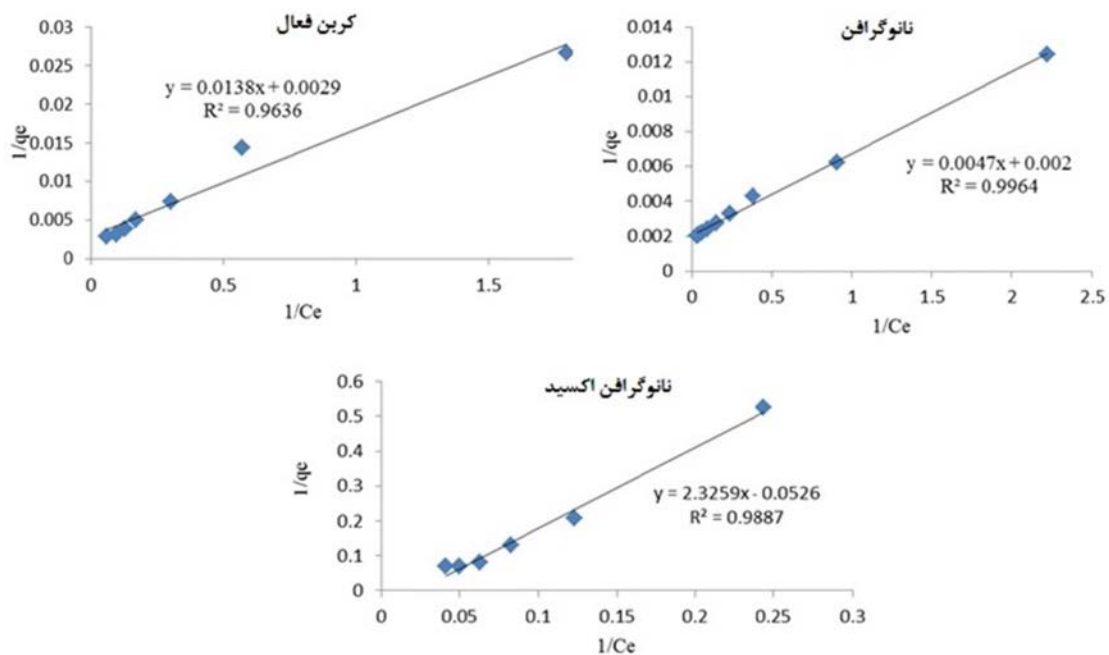 کربن فعال
0.03
0.025
0.02
0.015
0.01
0.005
0
1/qe
y = 0.0138x + 0.0029
R² = 0.9636
0
0.5
1
1.5
1/Ce
نانوگرافن
0.014
0.012
0.01
0.008
0.006
0.004
0.002
0
1/qe
y = 0.0047x + 0.002
R² = 0.9964
0
0.5
1
1.5
2
2.5
1/Ce
نانوگرافن اکسید
0.6
0.5
0.4
0.3
0.2
0.1
0
1/qe
y = 2.3259x - 0.0526
R² = 0.9887
0
0.05
0.1
0.15
0.2
0.25
0.3
1/Ce